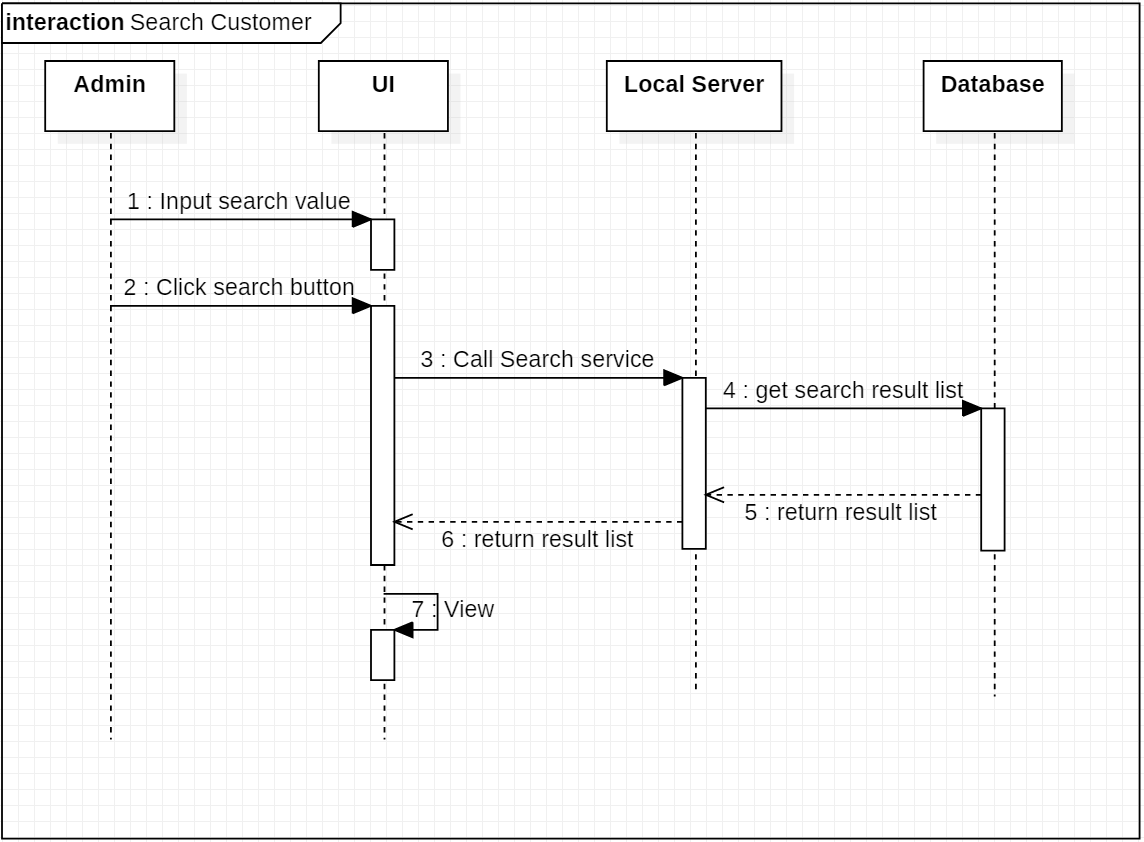 interaction Search Customer
Admin
UI
Local Server
Database
1 : Input search value
2 : Click search button
3 : Call Search service
4 : get search result list
5 : return result list
6 : return result list
7 : View